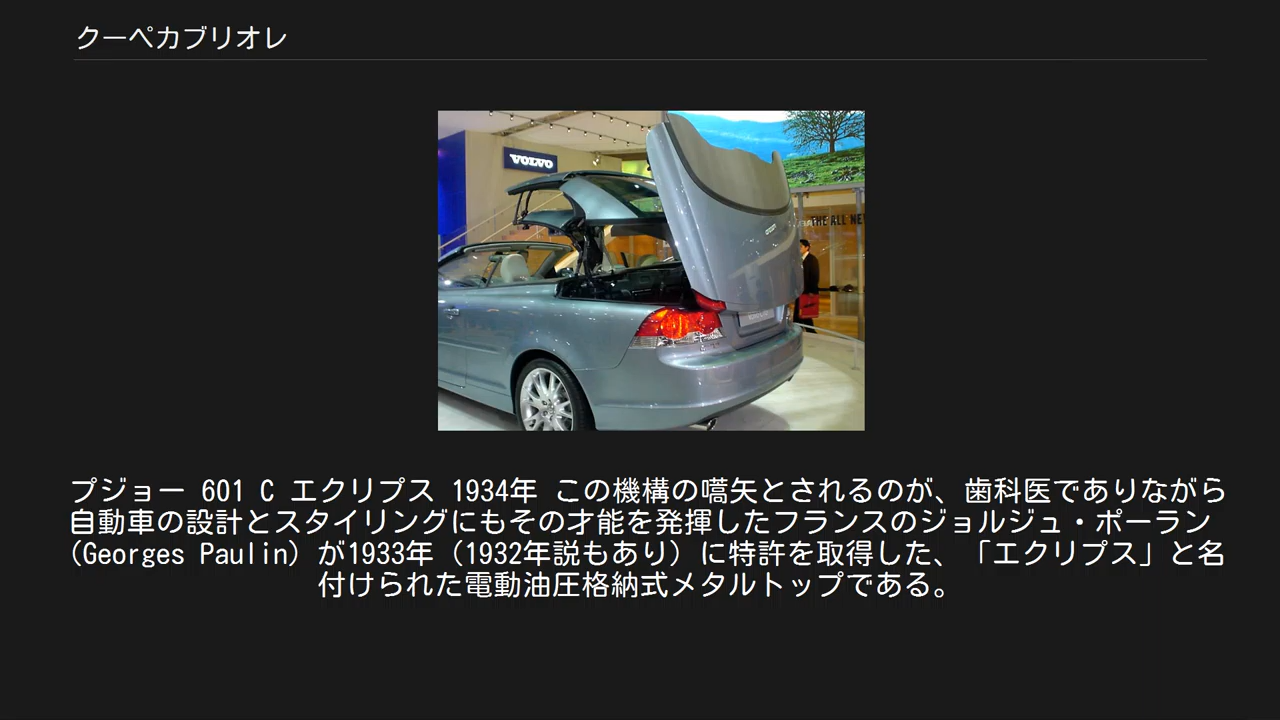 クーペカブリオレ
VOLVO
THE ALL NE
プジョー 601 C エクリプス 1934年 この機構の嚆矢とされるのが、歯科医でありながら
自動車の設計とスタイリングにもその才能を発揮したフランスのジョルジュ・ポーラン
(Georges Paulin) が1933年（1932年説もあり）に特許を取得した、「エクリプス」と名
付けられた電動油圧格納式メタルトップである。